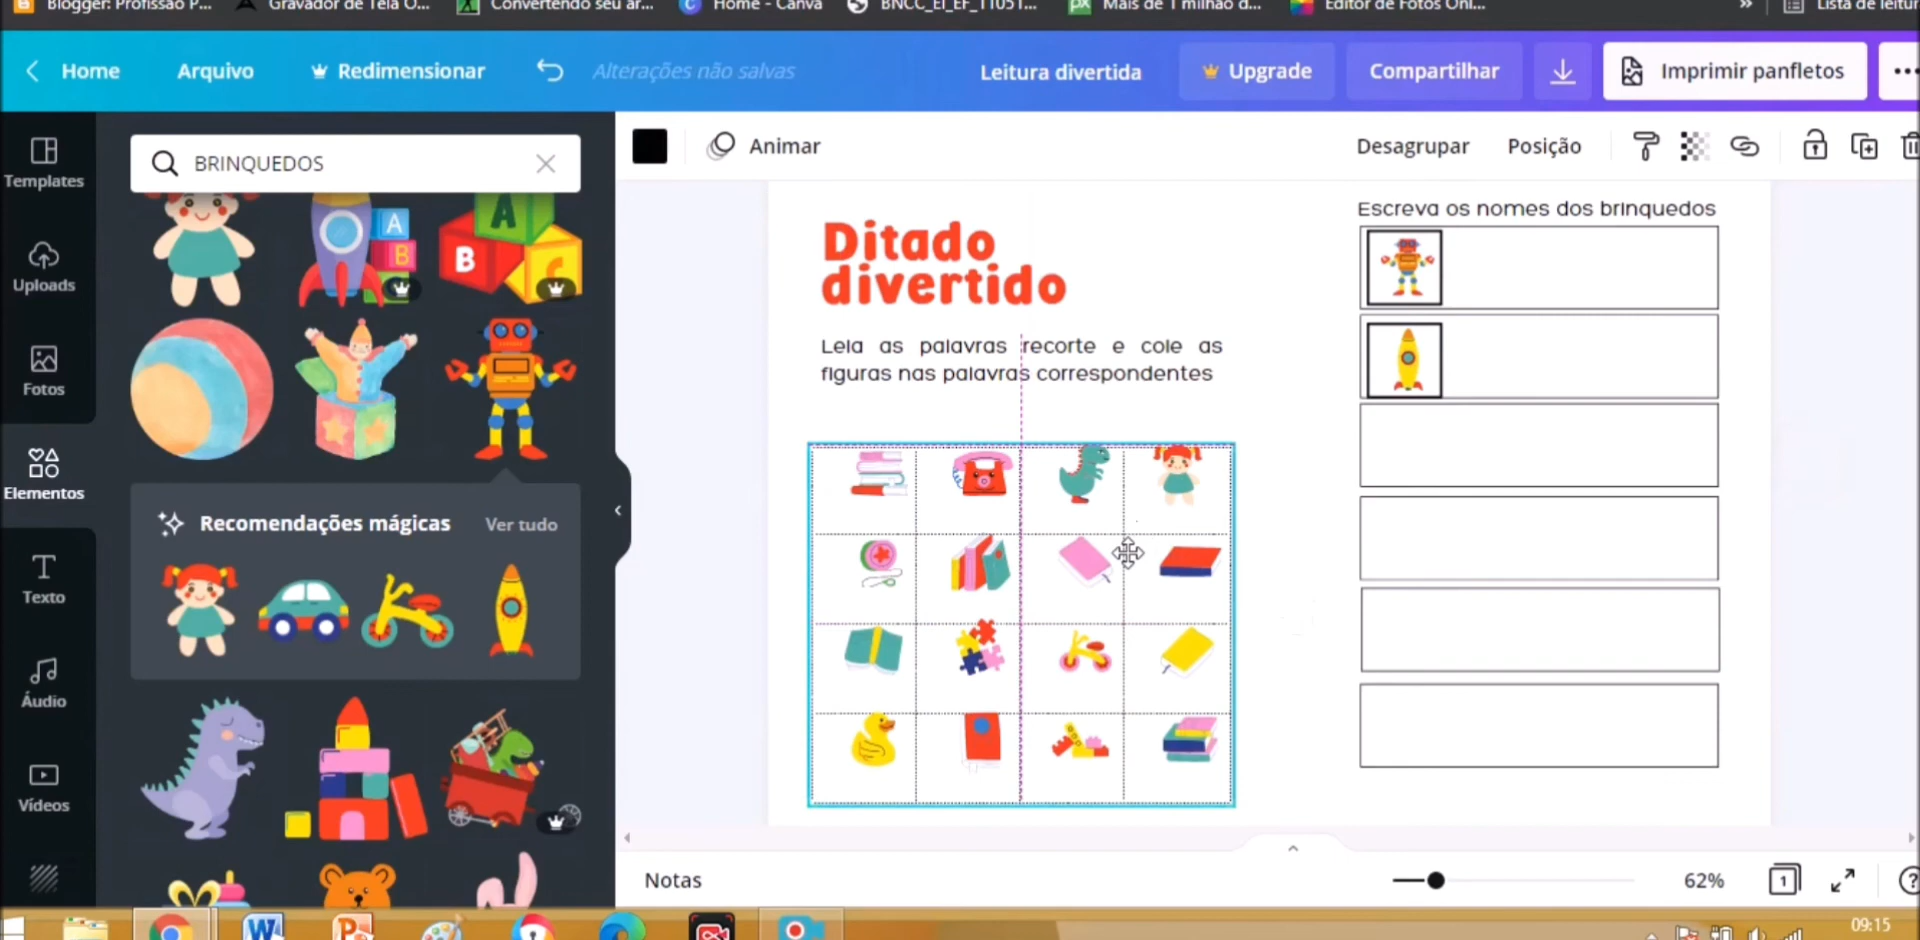 Blogger: Profissão P...
Gravador de Tela O...
Convertendo seu ar...
Home - Canva
BNCC_EI_EF_11051...
Mais de 1 milhão d...
Editor de Fotos Onl...
»
Lista de leitur
Home
Arquivo
Redimensionar
Alterações não salvas
Leitura divertida
Upgrade
Compartilhar
Imprimir panfletos
Templates
Uploads
Fotos
Elementos
Texto
Áudio
Vídeos
BRINQUEDOS
A
B
A
B
C
Recomendações mágicas
Ver tudo
Animar
Desagrupar
Posição
Ditado
divertido
Leia as palavras recorte e cole as
figuras nas palavras correspondentes
Escreva os nomes dos brinquedos
Notas
62%
1
?
09:15